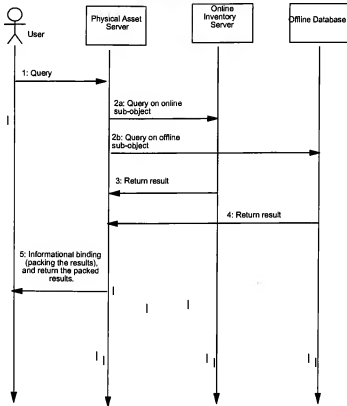 User
Physical Asset
Server
Online
Inventory
Server
Offline Database
1: Query
2a: Query on online
sub-object
2b: Query on offline
sub-object
3: Return result
4: Return result
5: Informational binding
(packing the results),
and return the packed
results.